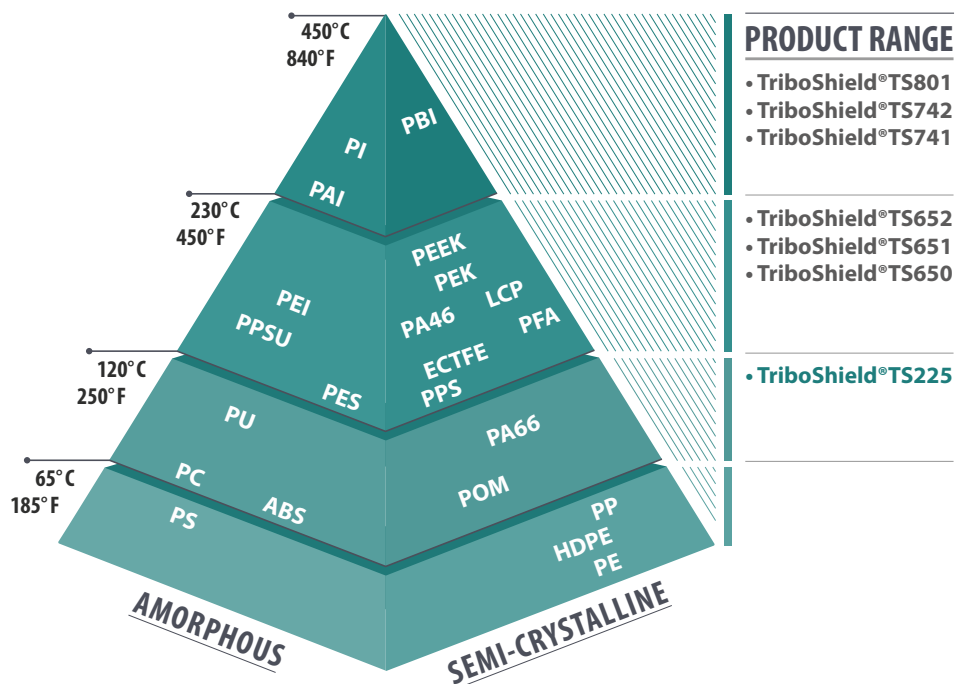 450°C
840°F
PRODUCT RANGE
• TriboShield®TS801
• TriboShield®TS742
• TriboShield®TS741
PBI
PI
PAI
230°C
450°F
• TriboShield®TS652
• TriboShield®TS651
• TriboShield®TS650
PEEK
PEK
LCP
PA46
PFA
ECTFE
PPS
PEI
PPSU
PES
120°C
250°F
• TriboShield®TS225
PU
PC
ABS
PA66
POM
65°C
185°F
PS
PP
HDPE
PE
AMORPHOUS
SEMI-CRYSTALLINE